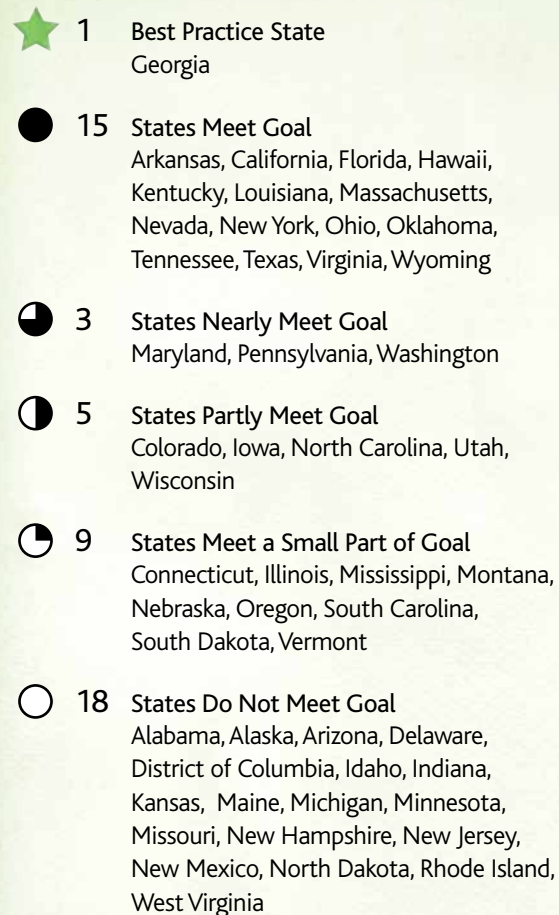 1 Best Practice State
Georgia
15 States Meet Goal
Arkansas, California, Florida, Hawaii,
Kentucky, Louisiana, Massachusetts,
Nevada, New York, Ohio, Oklahoma,
Tennessee, Texas, Virginia, Wyoming
3 States Nearly Meet Goal
Maryland, Pennsylvania, Washington
5 States Partly Meet Goal
Colorado, Iowa, North Carolina, Utah,
Wisconsin
9 States Meet a Small Part of Goal
Connecticut, Illinois, Mississippi, Montana,
Nebraska, Oregon, South Carolina,
South Dakota, Vermont
18 States Do Not Meet Goal
Alabama, Alaska, Arizona, Delaware,
District of Columbia, Idaho, Indiana,
Kansas, Maine, Michigan, Minnesota,
Missouri, New Hampshire, New Jersey,
New Mexico, North Dakota, Rhode Island,
West Virginia